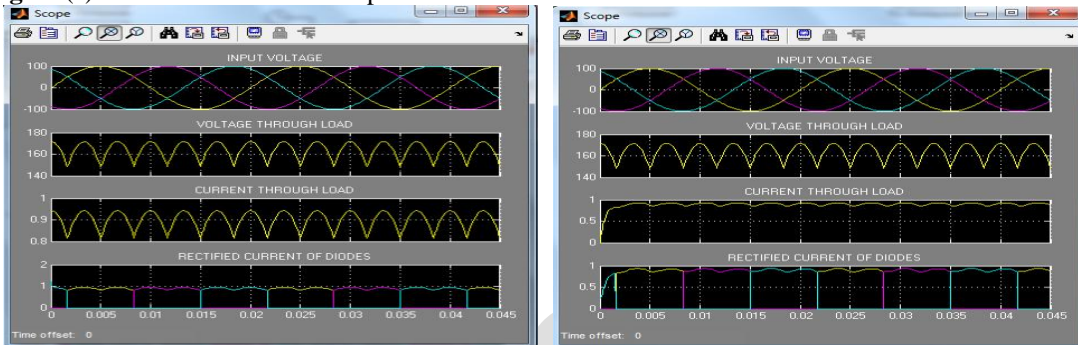 Scope
INPUT VOLTAGE
100
0
-100
VOLTAGE THROUGH LOAD
180
160
140
CURRENT THROUGH LOAD
1
0.9
0.8
RECTIFIED CURRENT OF DIODES
2
1
0
0 0.005 0.01 0.015 0.02 0.025 0.03 0.035 0.04 0.045
Time offset: 0
Scope
INPUT VOLTAGE
100
0
-100
VOLTAGE THROUGH LOAD
180
160
140
CURRENT THROUGH LOAD
1
0.5
0
RECTIFIED CURRENT OF DIODES
1
0.5
0
0 0.005 0.01 0.015 0.02 0.025 0.03 0.035 0.04 0.045
Time offset: 0